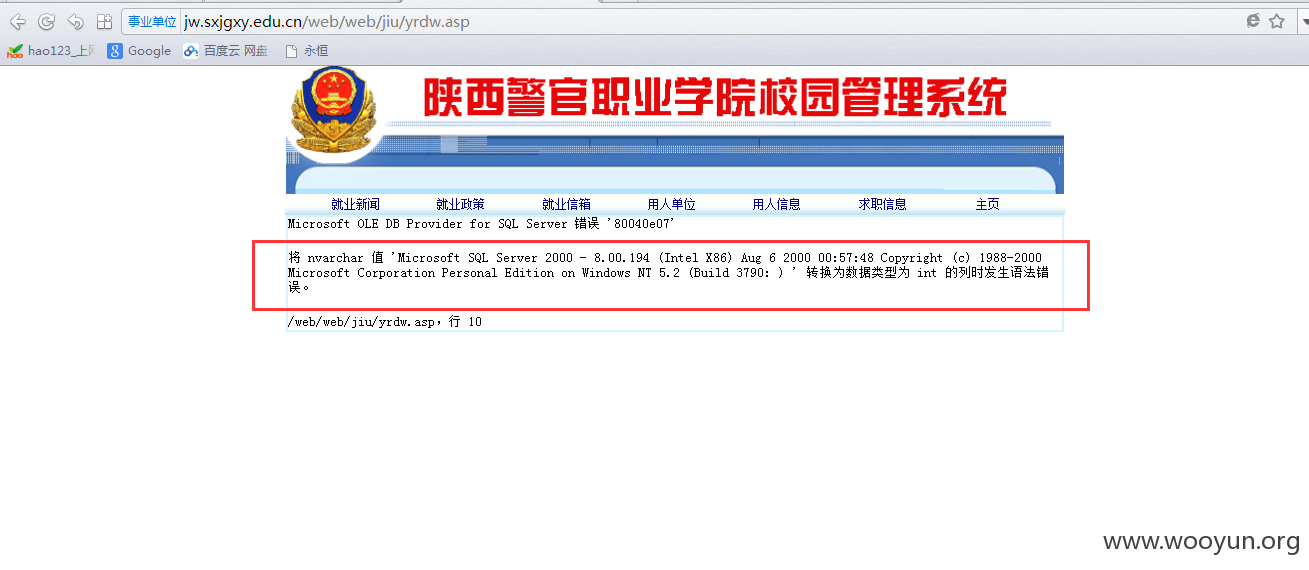 事业单位 jw.sxjgxy.edu.cn/web/web/jiu/yrdw.asp
hao123_上网 Google 百度云 网盘 永恒
陕西警官职业学院校园管理系统
就业新闻 就业政策 就业信箱 用人单位 用人信息 求职信息 主页
Microsoft OLE DB Provider for SQL Server 错误 '80040e07'
将 nvarchar 值 'Microsoft SQL Server 2000 - 8.00.194 (Intel X86) Aug 6 2000 00:57:48 Copyright (c) 1988-2000
Microsoft Corporation Personal Edition on Windows NT 5.2 (Build 3790: ) ' 转换为数据类型为 int 的列时发生语法错
误。
/web/web/jiu/yrdw.asp，行 10
www.wooyun.org